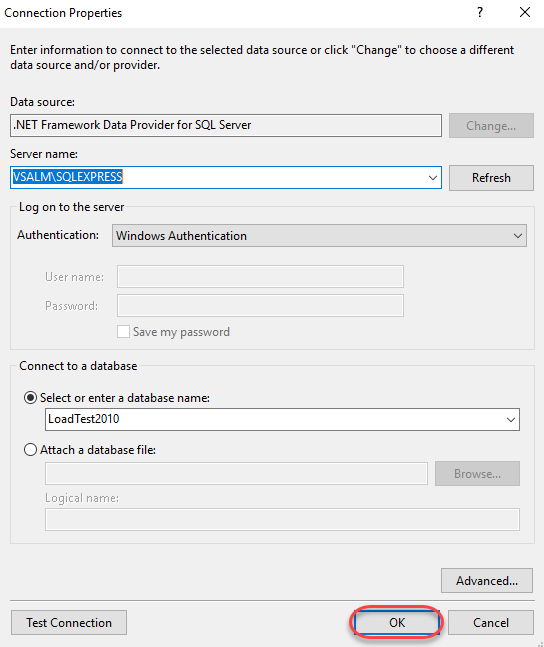 Connection Properties
?
Enter information to connect to the selected data source or click "Change" to choose a different
data source and/or provider.
Data source:
.NET Framework Data Provider for SQL Server
Change...
Server name:
VSALM\SQLEXPRESS
Refresh
Log on to the server
Authentication:
Windows Authentication
User name:
Password:
Save my password
Connect to a database
Select or enter a database name:
LoadTest2010
Attach a database file:
Browse...
Logical name:
Advanced...
Test Connection
OK
Cancel